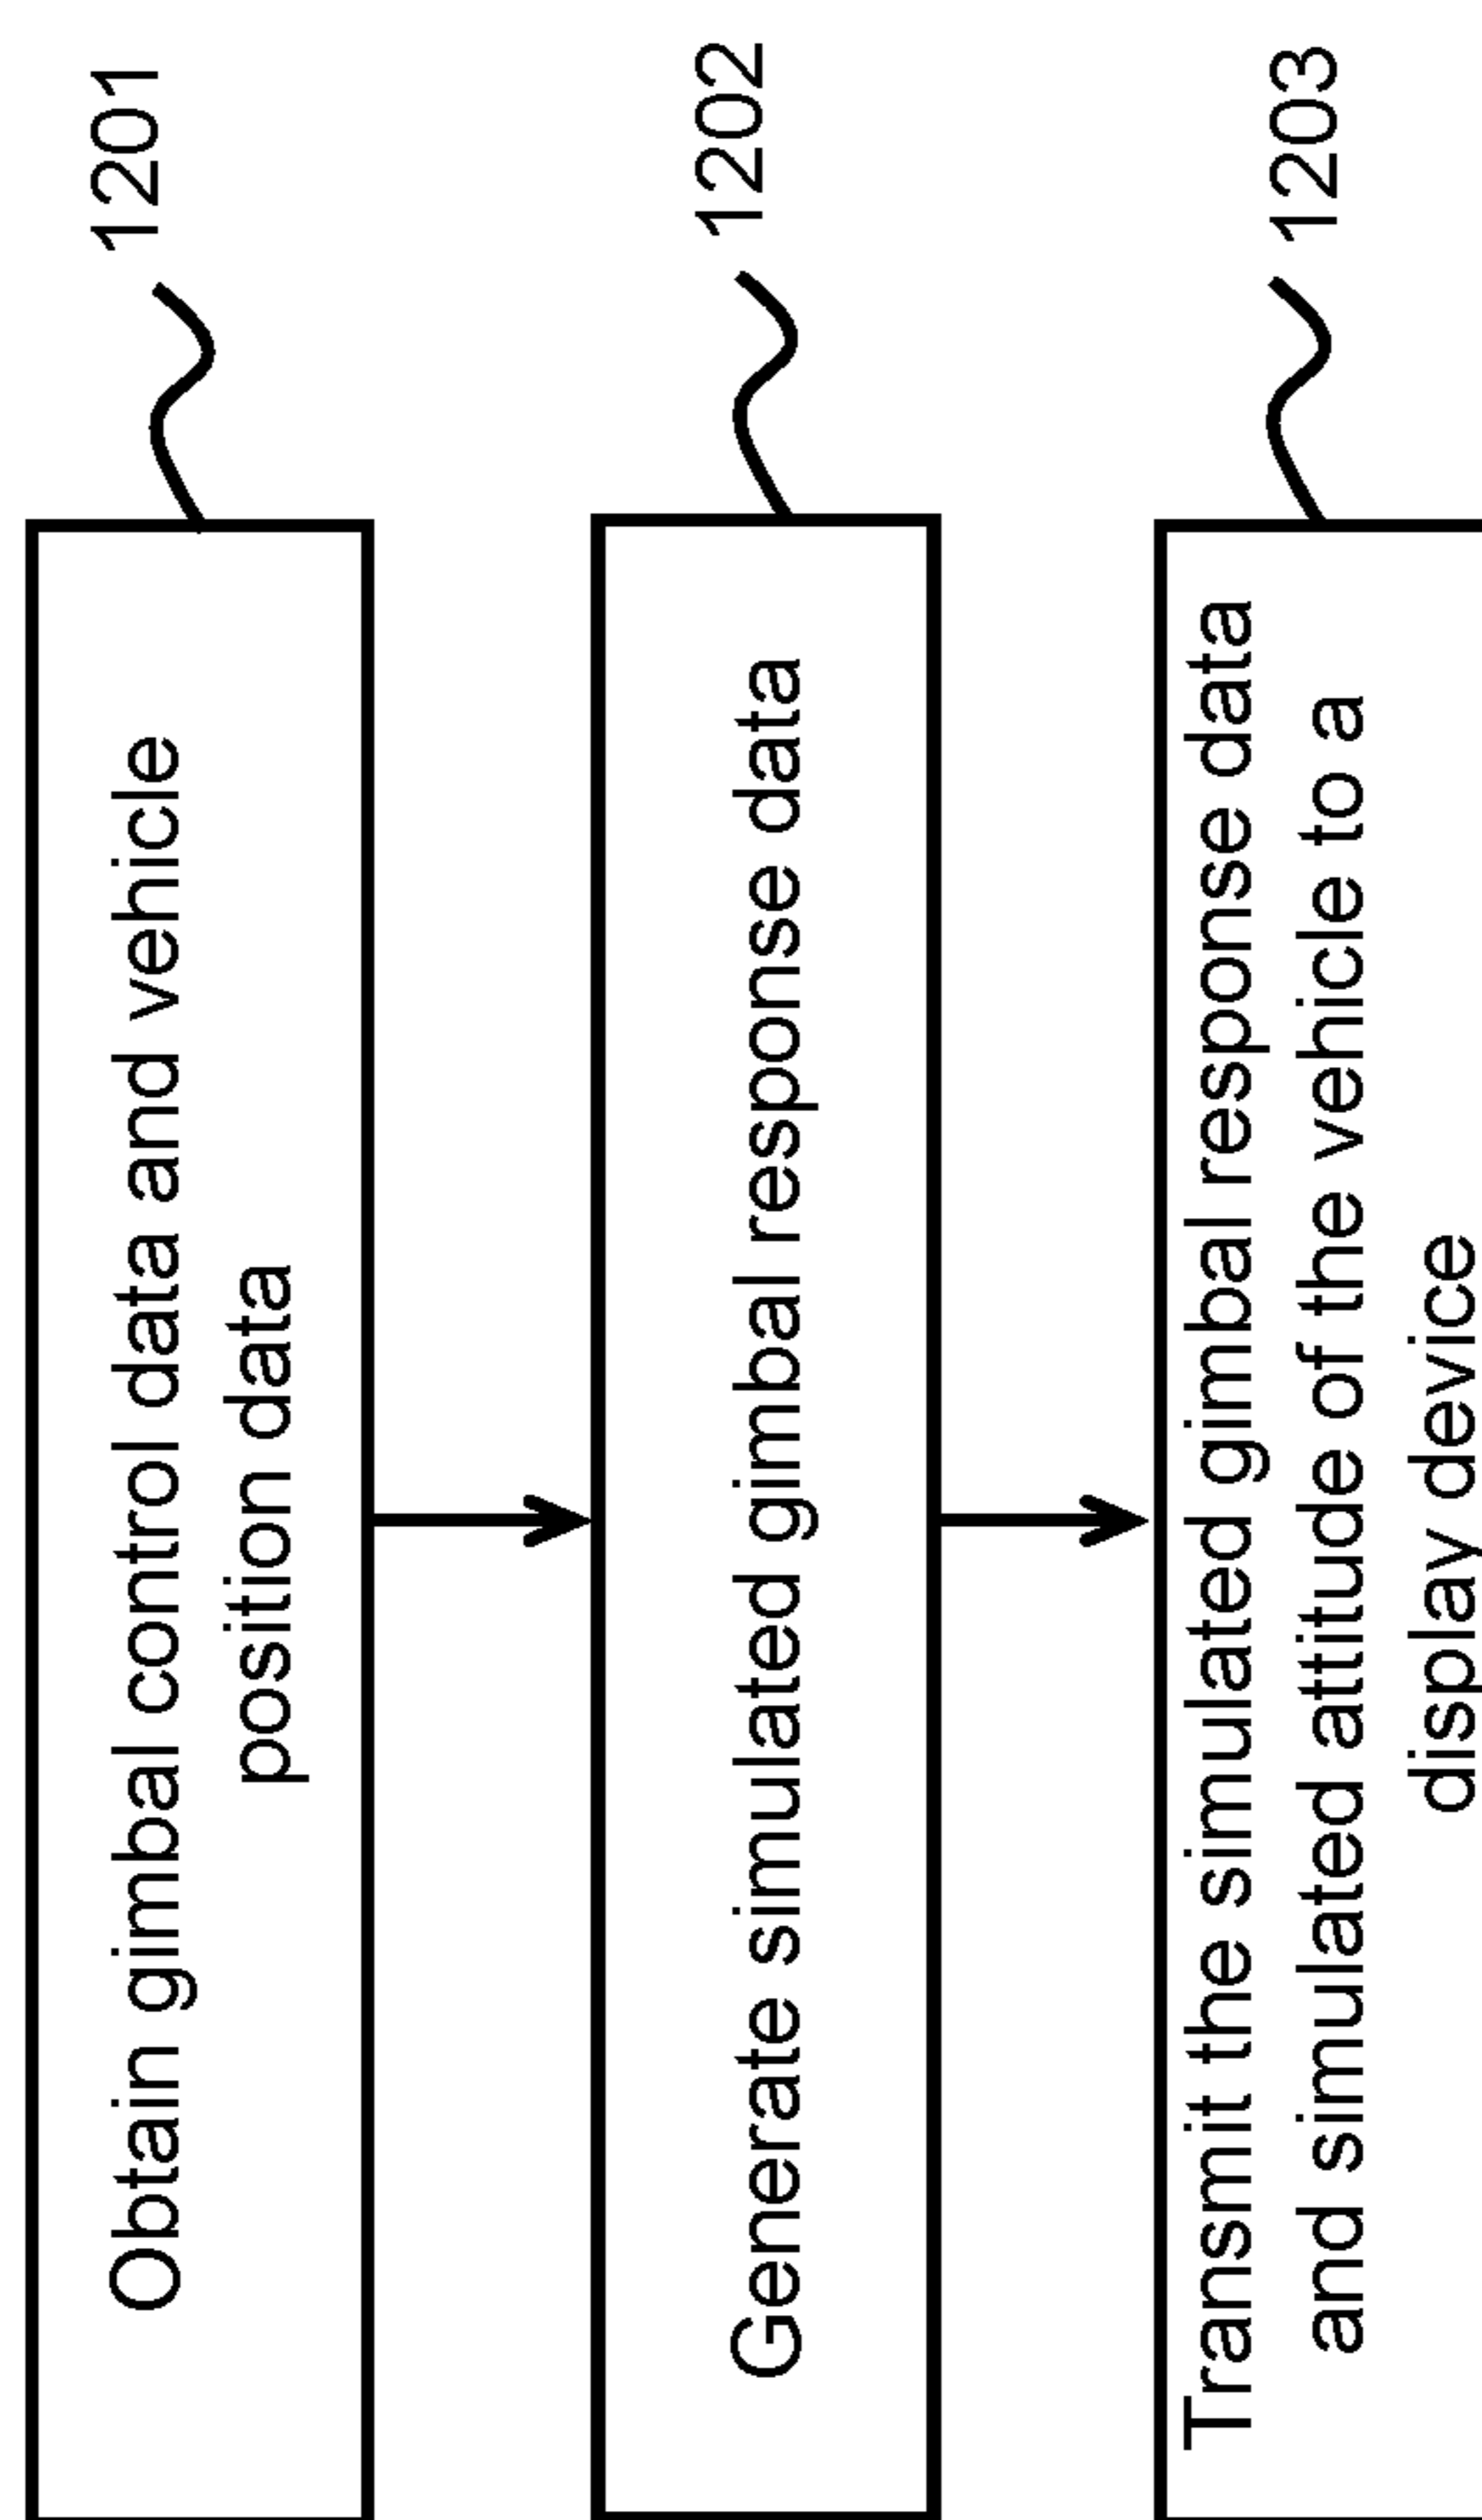 Obtain gimbal control data and vehicle
position data
1201
Generate simulated gimbal response data
1202
Transmit the simulated gimbal response data
and simulated attitude of the vehicle to a
display device
1203